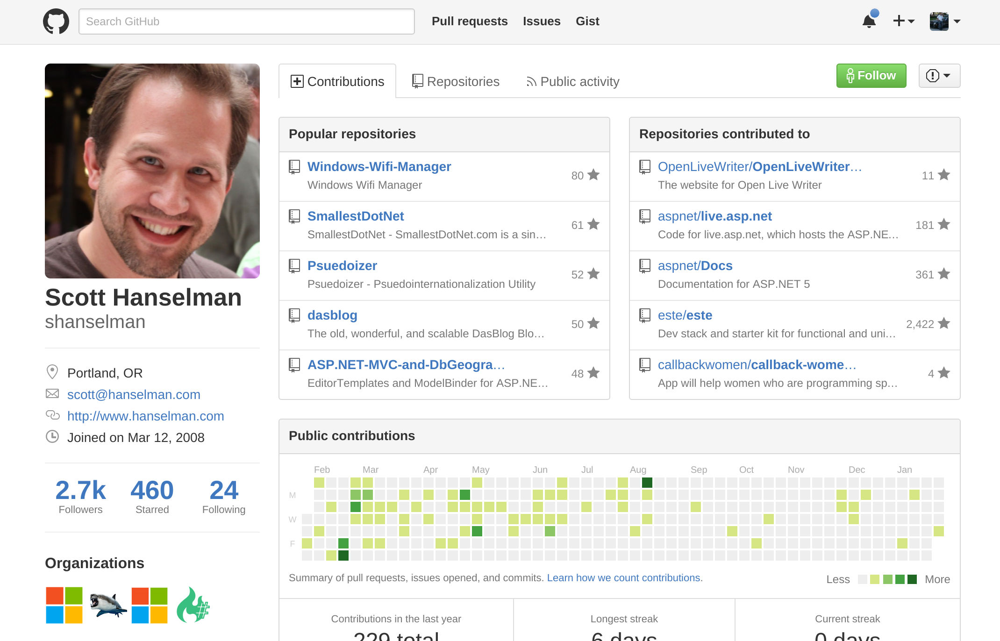 Search GitHub
Pull requests
Issues
Gist
Contributions
Repositories
Public activity
Follow
Scott Hanselman
shanselman
Portland, OR
scott@hanselman.com
http://www.hanselman.com
Joined on Mar 12, 2008
2.7k
Followers
460
Starred
24
Following
Organizations
Popular repositories
Windows-Wifi-Manager
Windows Wifi Manager
80
SmallestDotNet
SmallestDotNet - SmallestDotNet.com is a sin…
61
Psuedoizer
Psuedoizer - Psuedointernationalization Utility
52
dasblog
The old, wonderful, and scalable DasBlog Blo…
50
ASP.NET-MVC-and-DbGeogra…
EditorTemplates and ModelBinder for ASP.NE…
48
Repositories contributed to
OpenLiveWriter/OpenLiveWriter…
The website for Open Live Writer
11
aspnet/live.asp.net
Code for live.asp.net, which hosts the ASP.NE…
181
aspnet/Docs
Documentation for ASP.NET 5
361
este/este
Dev stack and starter kit for functional and uni…
2,422
callbackwomen/callback-wome…
App will help women who are programming sp…
4
Public contributions
Feb Mar Apr May Jun Jul Aug Sep Oct Nov Dec Jan
M
W
F
Summary of pull requests, issues opened, and commits. Learn how we count contributions.
Less
More
Contributions in the last year
229 total
Longest streak
6 days
Current streak
0 days